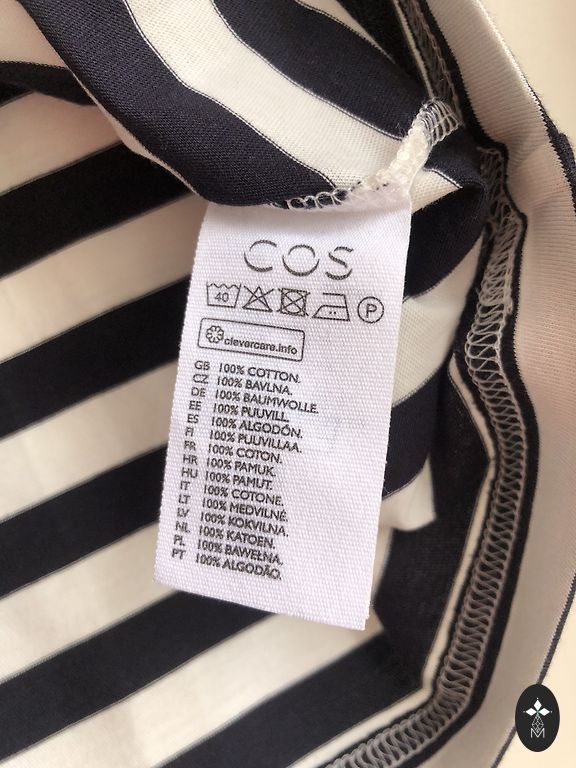 COS
40 P
clevercare.info
GB 100% COTTON.
CZ 100% BAVLNA.
DE 100% BAUMWOLLE.
EE 100% PUUVILL.
ES 100% ALGODÓN.
FI 100% PUUVILLAA.
FR 100% COTON.
HR 100% PAMUK.
HU 100% PAMUT.
IT 100% COTONE.
LT 100% MEDVILNĖ.
LV 100% KOKVILNA.
NL 100% KATOEN.
PL 100% BAWEŁNA.
PT 100% ALGODÃO.
M